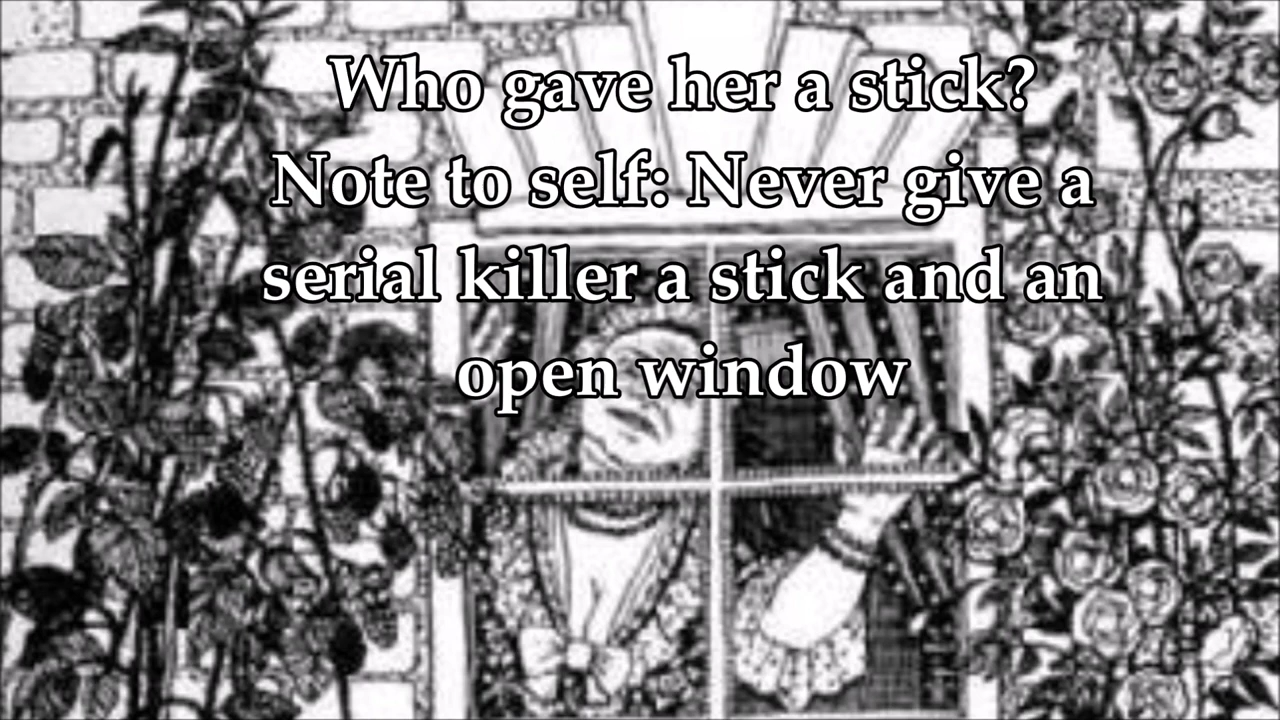 Who gave her a stick?
Note to self: Never give a
serial killer a stick and an
open window